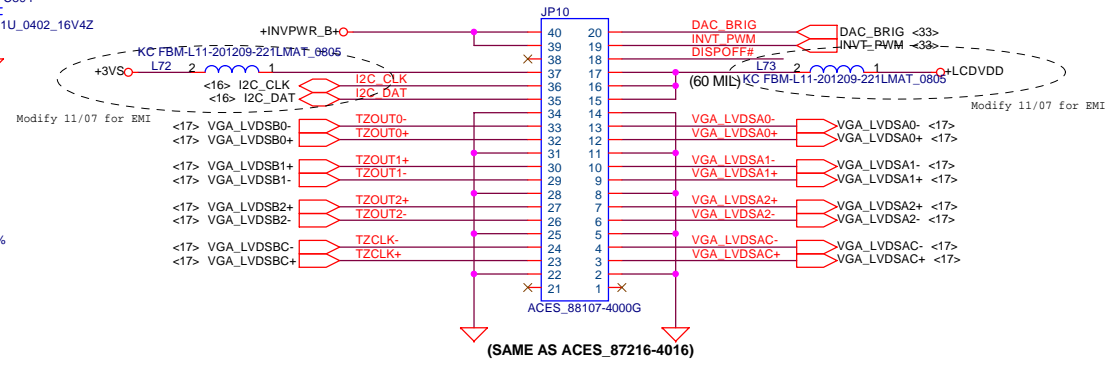 1U_0402_16V4Z
JP10
+INVPWR_B+
40
20
DAC_BRIG
DAC_BRIG <33>
39
19
INVT_PWM
INVT_PWM <33>
38
18
DISPOFF#
KC FBM-L11-201209-221LMAT_0805
+3VS
L72
2
1
37
17
(60 MIL)
L73
2
1
+LCDVDD
KC FBM-L11-201209-221LMAT_0805
<16> I2C_CLK
I2C_CLK
36
16
<16> I2C_DAT
I2C_DAT
35
15
Modify 11/07 for EMI
Modify 11/07 for EMI
34
14
<17> VGA_LVDSB0-
TZOUT0-
33
13
VGA_LVDSA0-
VGA_LVDSA0- <17>
<17> VGA_LVDSB0+
TZOUT0+
32
12
VGA_LVDSA0+
VGA_LVDSA0+ <17>
31
11
<17> VGA_LVDSB1+
TZOUT1+
30
10
VGA_LVDSA1-
VGA_LVDSA1- <17>
<17> VGA_LVDSB1-
TZOUT1-
29
9
VGA_LVDSA1+
VGA_LVDSA1+ <17>
28
8
<17> VGA_LVDSB2+
TZOUT2+
27
7
VGA_LVDSA2+
VGA_LVDSA2+ <17>
<17> VGA_LVDSB2-
TZOUT2-
26
6
VGA_LVDSA2-
VGA_LVDSA2- <17>
25
5
%
<17> VGA_LVDSBC-
TZCLK-
24
4
VGA_LVDSAC-
VGA_LVDSAC- <17>
<17> VGA_LVDSBC+
TZCLK+
23
3
VGA_LVDSAC+
VGA_LVDSAC+ <17>
22
2
21
1
ACES_88107-4000G
(SAME AS ACES_87216-4016)